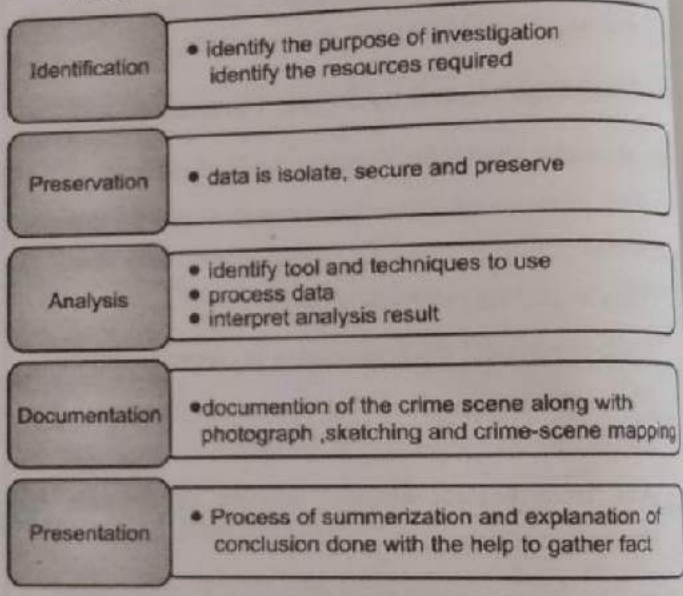 Identification
• identify the purpose of investigation
identify the resources required
Preservation
• data is isolate, secure and preserve
Analysis
• identify tool and techniques to use
• process data
• interpret analysis result
Documentation
•documention of the crime scene along with
photograph ,sketching and crime-scene mapping
Presentation
• Process of summerization and explanation of
conclusion done with the help to gather fact